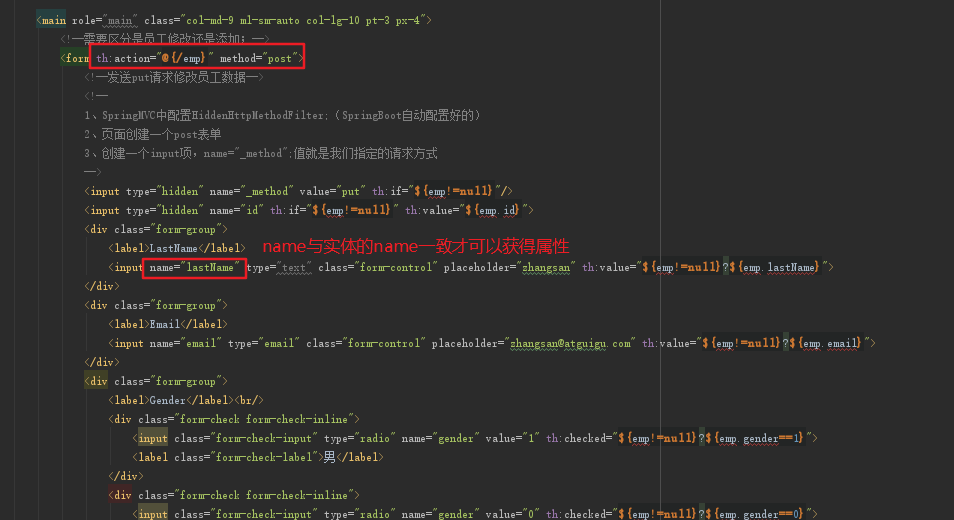 <main role="main" class="col-md-9 ml-sm-auto col-lg-10 pt-3 px-4">
<!--需要区分是员工修改还是添加；-->
<form th:action="@{/emp}" method="post">
<!--发送put请求修改员工数据-->
<!--
1、SpringMVC中配置HiddenHttpMethodFilter;（SpringBoot自动配置好的）
2、页面创建一个post表单
3、创建一个input项，name="_method";值就是我们指定的请求方式
-->
<input type="hidden" name="_method" value="put" th:if="${emp!=null}"/>
<input type="hidden" name="id" th:if="${emp!=null}" th:value="${emp.id}">
<div class="form-group">
<label>LastName</label> name与实体的name一致才可以获得属性
<input name="lastName" type="text" class="form-control" placeholder="zhangsan" th:value="${emp!=null}?${emp.lastName}">
</div>
<div class="form-group">
<label>Email</label>
<input name="email" type="email" class="form-control" placeholder="zhangsan@atguigu.com" th:value="${emp!=null}?${emp.email}">
</div>
<div class="form-group">
<label>Gender</label><br/>
<div class="form-check form-check-inline">
<input class="form-check-input" type="radio" name="gender" value="1" th:checked="${emp!=null}?${emp.gender==1}">
<label class="form-check-label">男</label>
</div>
<div class="form-check form-check-inline">
<input class="form-check-input" type="radio" name="gender" value="0" th:checked="${emp!=null}?${emp.gender==0}">